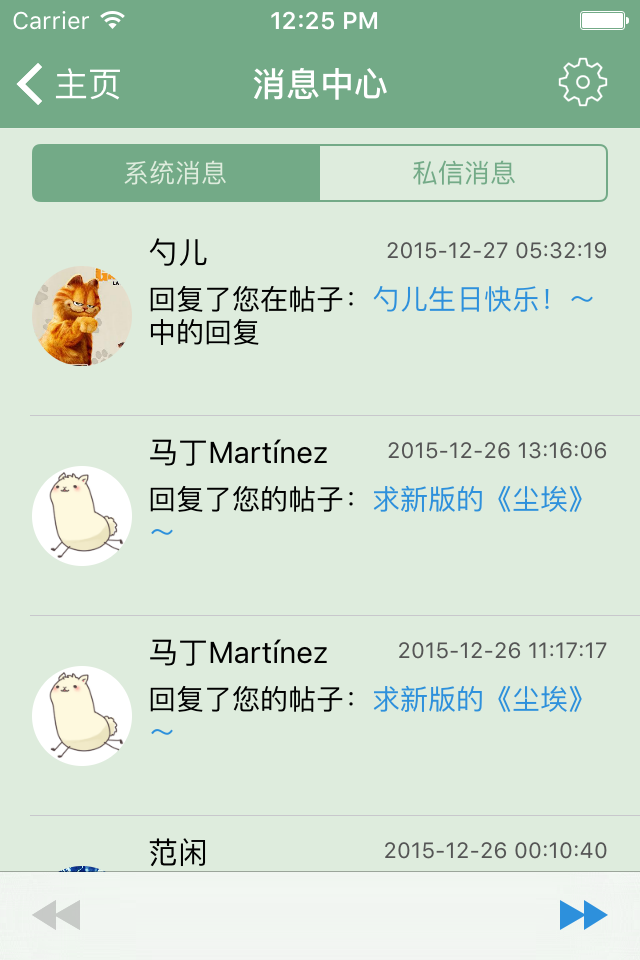 Carrier 12:25 PM
主页 消息中心
系统消息 私信消息
勺儿 2015-12-27 05:32:19
回复了您在帖子：勺儿生日快乐！～
中的回复
马丁Martínez 2015-12-26 13:16:06
回复了您的帖子：求新版的《尘埃》
～
马丁Martínez 2015-12-26 11:17:17
回复了您的帖子：求新版的《尘埃》
～
范闲 2015-12-26 00:10:40